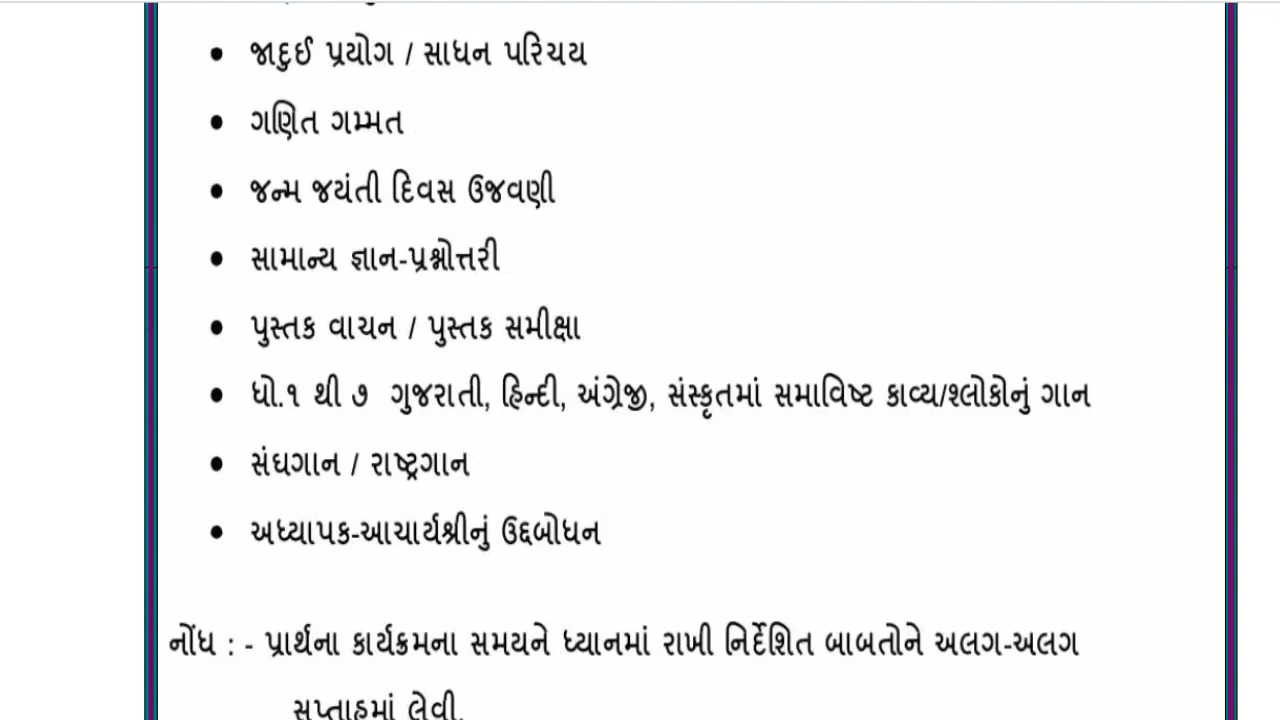 • જાદુઈ પ્રયોગ / સાધન પરિચય
• ગણિત ગમ્મત
• જન્મ જયંતી દિવસ ઉજવણી
• સામાન્ય જ્ઞાન-પ્રશ્નોત્તરી
• પુસ્તક વાચન / પુસ્તક સમીક્ષા
• ધો.૧ થી ૭ ગુજરાતી, હિન્દી, અંગ્રેજી, સંસ્કૃતમાં સમાવિષ્ટ કાવ્ય/શ્લોકોનું ગાન
• સંઘગાન / રાષ્ટ્રગાન
• અધ્યાપક-આચાર્યશ્રીનું ઉદ્દબોધન
નોંધ : - પ્રાર્થના કાર્યક્રમના સમયને ધ્યાનમાં રાખી નિર્દેશિત બાબતોને અલગ-અલગ
સપ્તાહમાં લેવી.